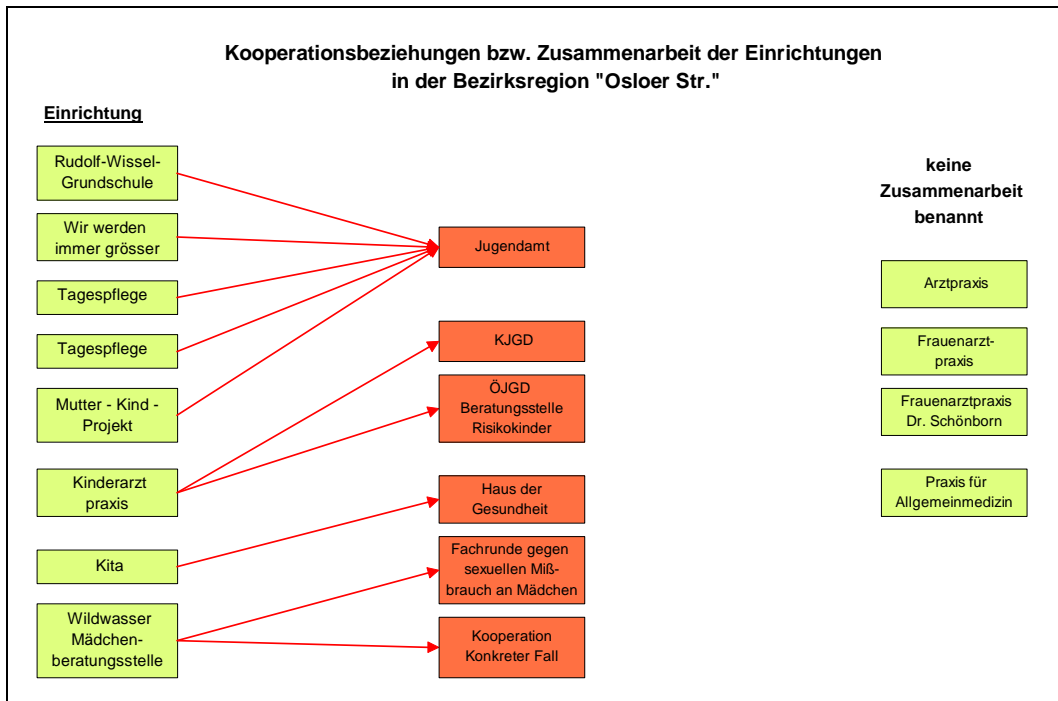 Kooperationsbeziehungen bzw. Zusammenarbeit der Einrichtungen
in der Bezirksregion "Osloer Str."
Einrichtung
Rudolf-Wissel-
Grundschule
Wir werden
immer grösser
Tagespflege
Tagespflege
Mutter - Kind -
Projekt
Kinderarzt
praxis
Kita
Wildwasser
Mädchen-
beratungsstelle
Jugendamt
KJGD
ÖJGD
Beratungsstelle
Risikokinder
Haus der
Gesundheit
Fachrunde gegen
sexuellen Miß-
brauch an Mädchen
Kooperation
Konkreter Fall
keine
Zusammenarbeit
benannt
Arztpraxis
Frauenarzt-
praxis
Frauenarztpraxis
Dr. Schönborn
Praxis für
Allgemeinmedizin